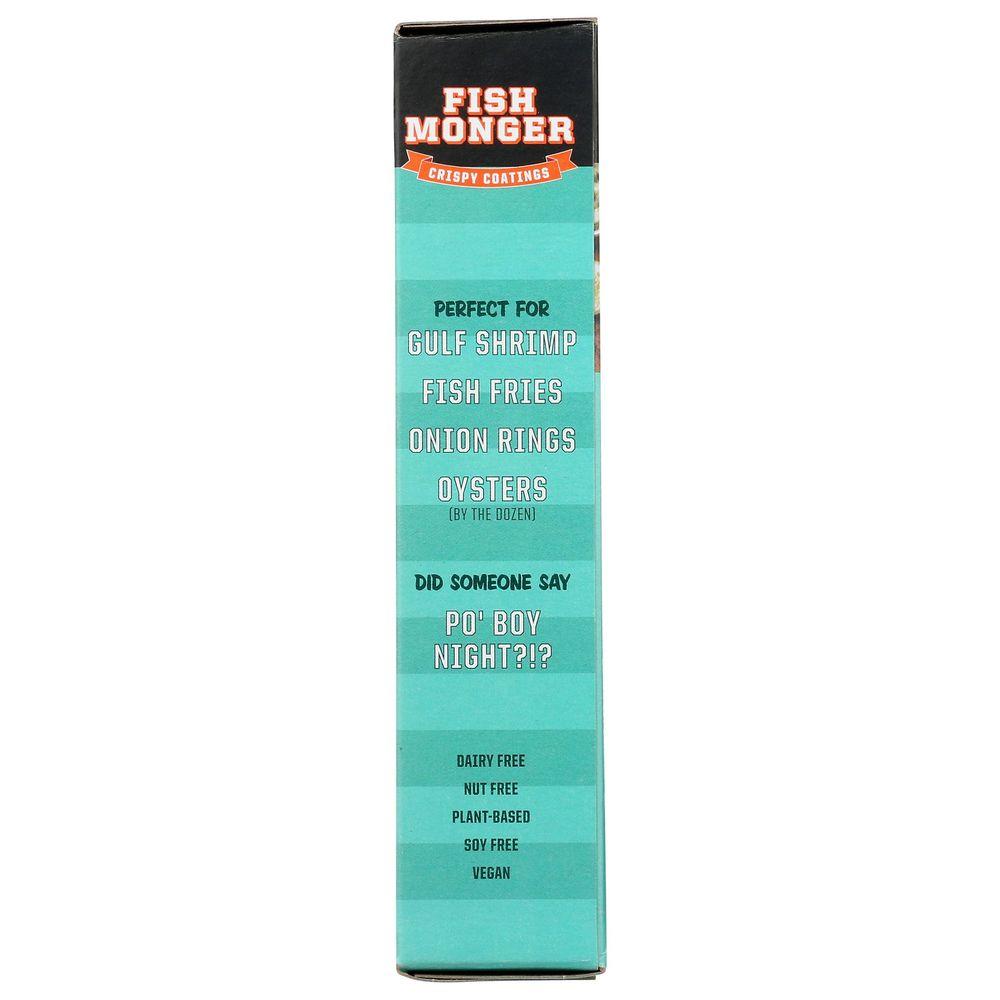 FISH
MONGER
CRISPY COATINGS
PERFECT FOR
GULF SHRIMP
FISH FRIES
ONION RINGS
OYSTERS
(BY THE DOZEN)
DID SOMEONE SAY
PO' BOY
NIGHT?!?
DAIRY FREE
NUT FREE
PLANT-BASED
SOY FREE
VEGAN